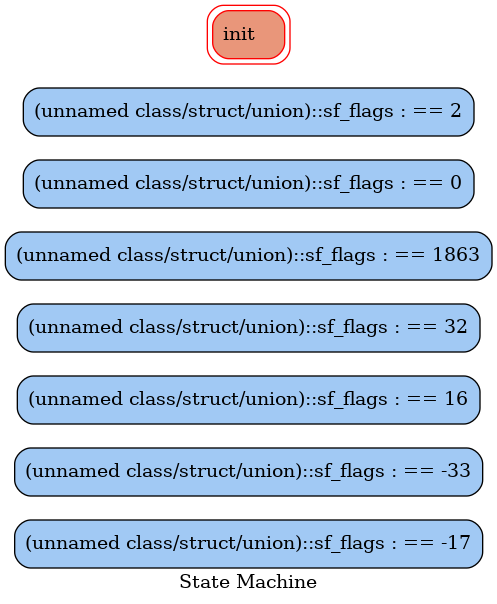 init
(unnamed class/struct/union)::sf_flags : == 2
(unnamed class/struct/union)::sf_flags : == 0
(unnamed class/struct/union)::sf_flags : == 1863
(unnamed class/struct/union)::sf_flags : == 32
(unnamed class/struct/union)::sf_flags : == 16
(unnamed class/struct/union)::sf_flags : == -33
(unnamed class/struct/union)::sf_flags : == -17
State Machine